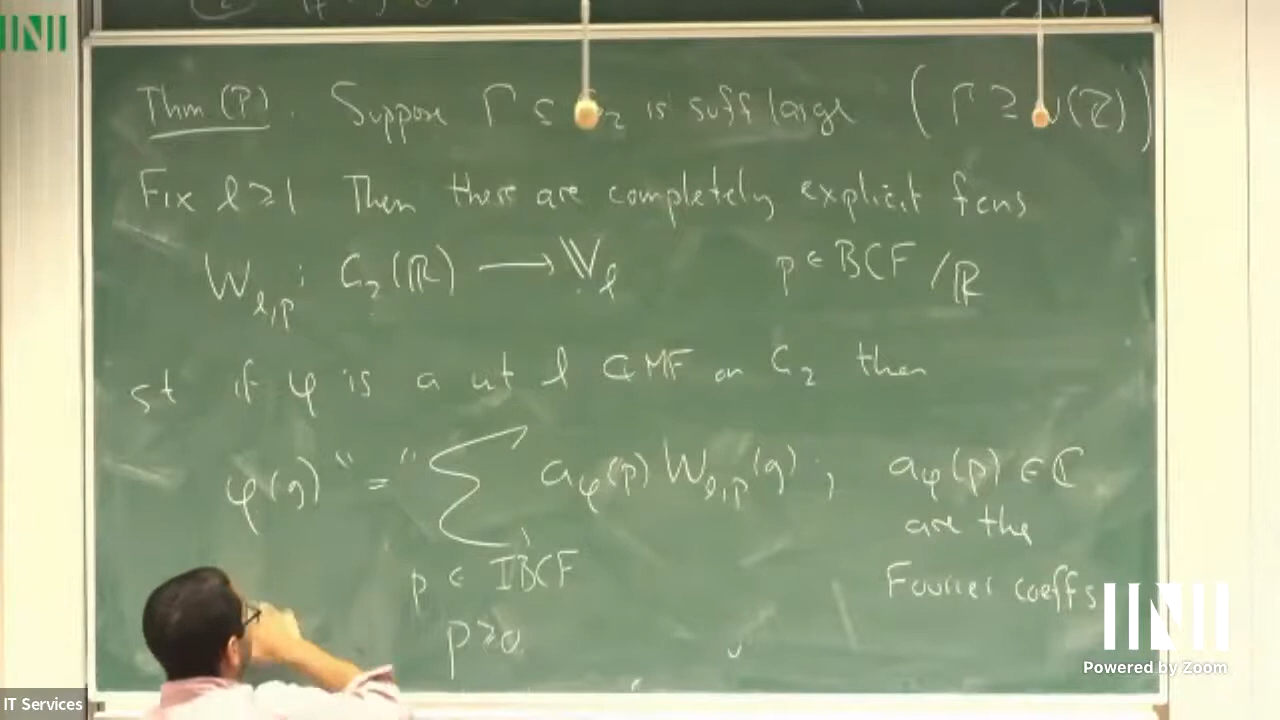 Thm (P). Suppose Γ ≤ G₂ is suff large (Γ ⊇ N(ℤ))
Fix ℓ ≥ 1 Then there are completely explicit fcns
W_{ℓ,p} : G₂(ℝ) ⟶ 𝕍_ℓ p ∈ BCF/ℝ
st if φ is a wt ℓ QMF on G₂ then
φ(g) "=" Σ a_φ(p) W_{ℓ,p}(g) ; a_φ(p) ∈ ℂ
are the
p ∈ IBCF Fourier coeffs
p ≥ 0
Powered by Zoom
IT Services